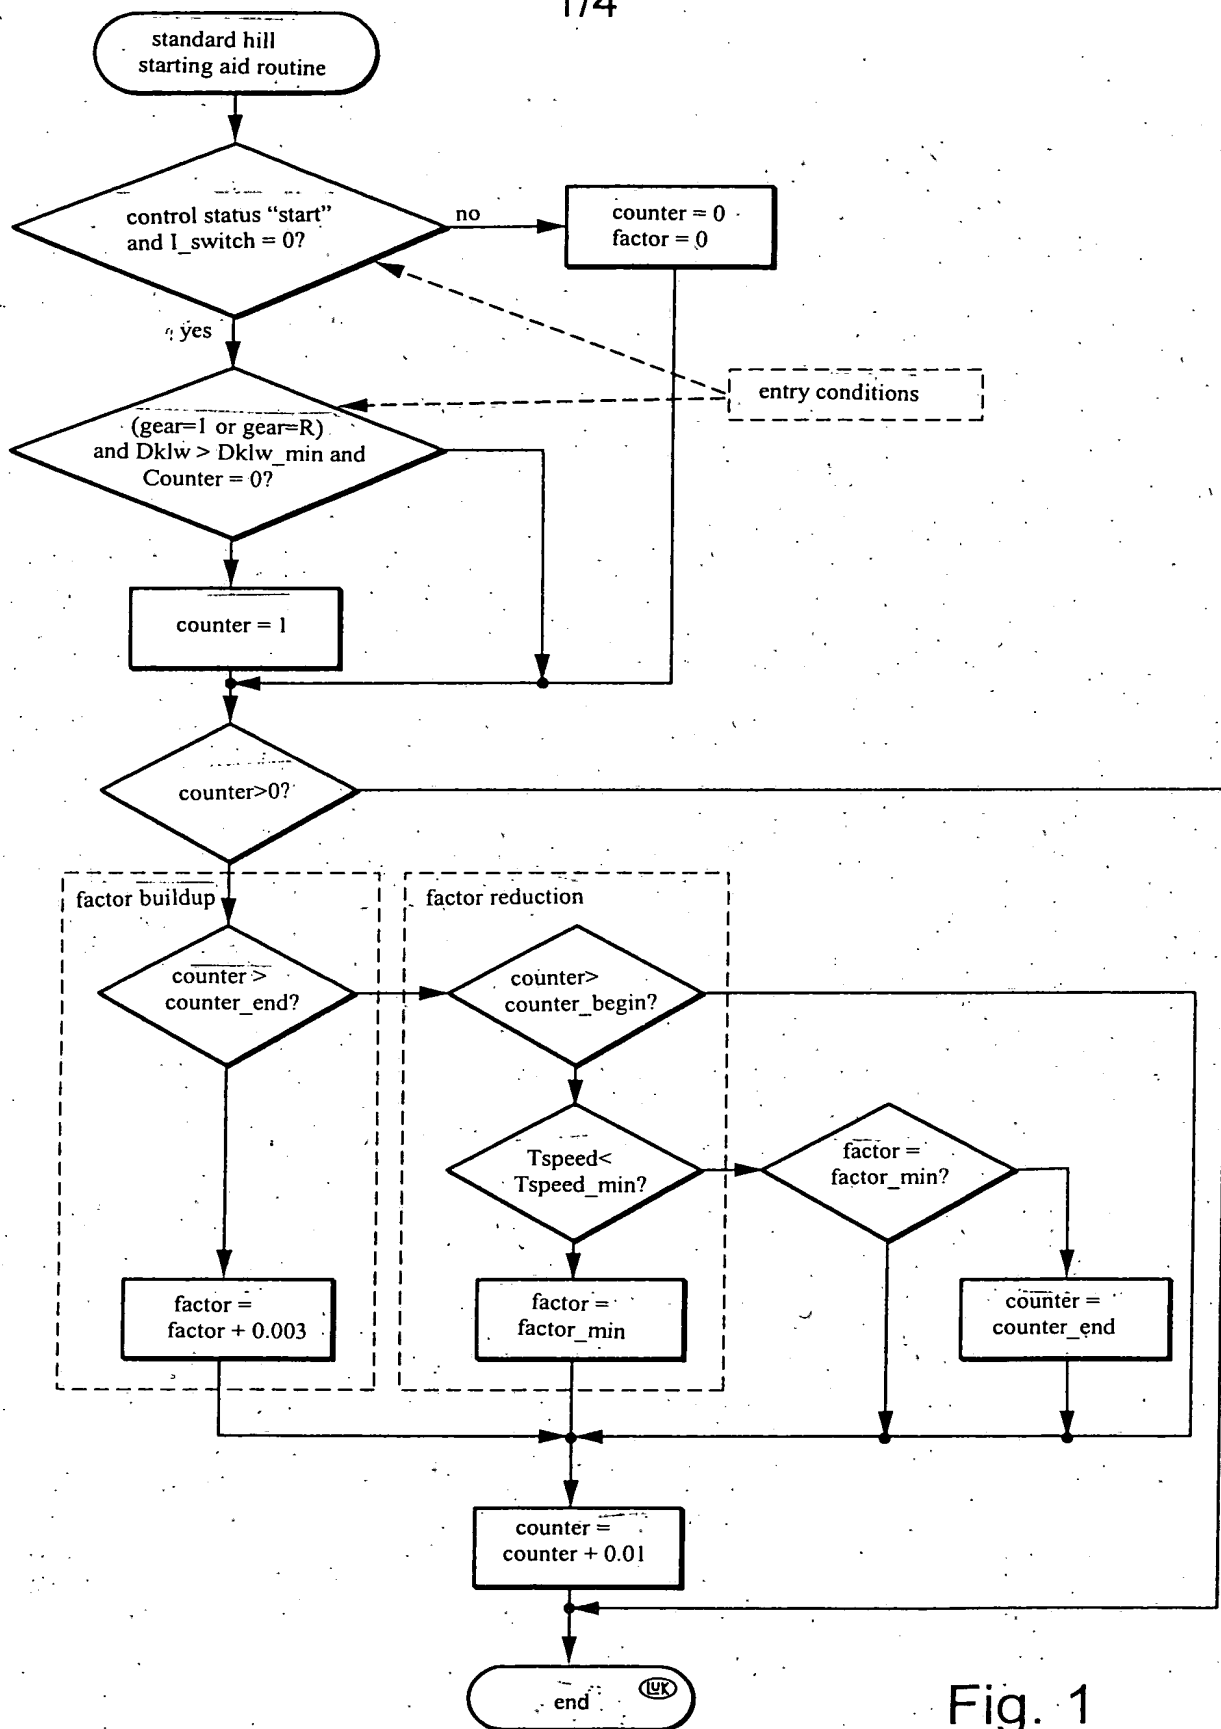 1/4
standard hill
starting aid routine
control status "start"
and I_switch = 0?
no
counter = 0
factor = 0
yes
entry conditions
(gear=1 or gear=R)
and Dklw > Dklw_min and
Counter = 0?
counter = 1
counter>0?
factor buildup
factor reduction
counter >
counter_end?
counter>
counter_begin?
Tspeed<
Tspeed_min?
factor =
factor_min?
factor =
factor + 0.003
factor =
factor_min
counter =
counter_end
counter =
counter + 0.01
end
LUK
Fig. 1